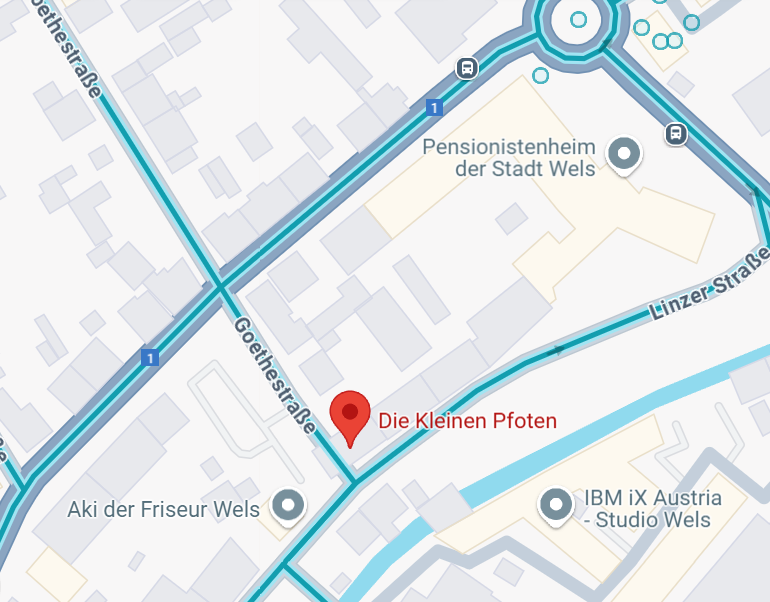 oethestraße
1
Pensionistenheim
der Stadt Wels
Linzer Straße
Goethestraße
1
Die Kleinen Pfoten
Aki der Friseur Wels
IBM iX Austria
- Studio Wels